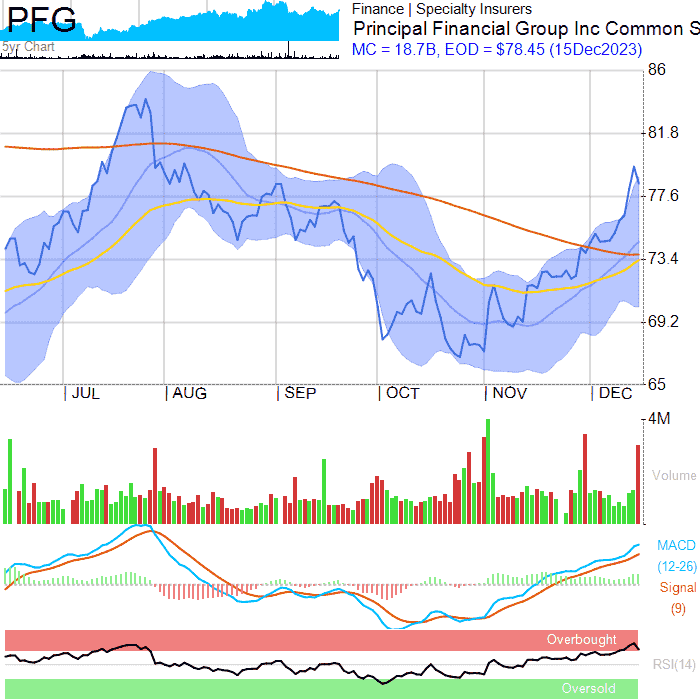 PFG
5yr Chart
Finance | Specialty Insurers
Principal Financial Group Inc Common S
MC = 18.7B, EOD = $78.45 (15Dec2023)
86
81.8
77.6
73.4
69.2
65
JUL AUG SEP OCT NOV DEC
4M
Volume
MACD
(12-26)
Signal
(9)
Overbought
RSI(14)
Oversold